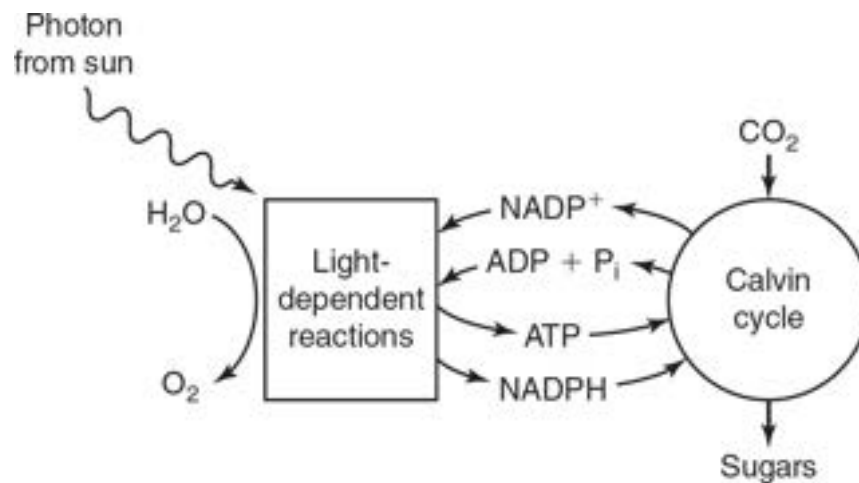 Photon
from sun
CO₂
H₂O
NADP⁺
Light-
dependent
reactions
ADP + Pᵢ
Calvin
cycle
ATP
O₂
NADPH
Sugars